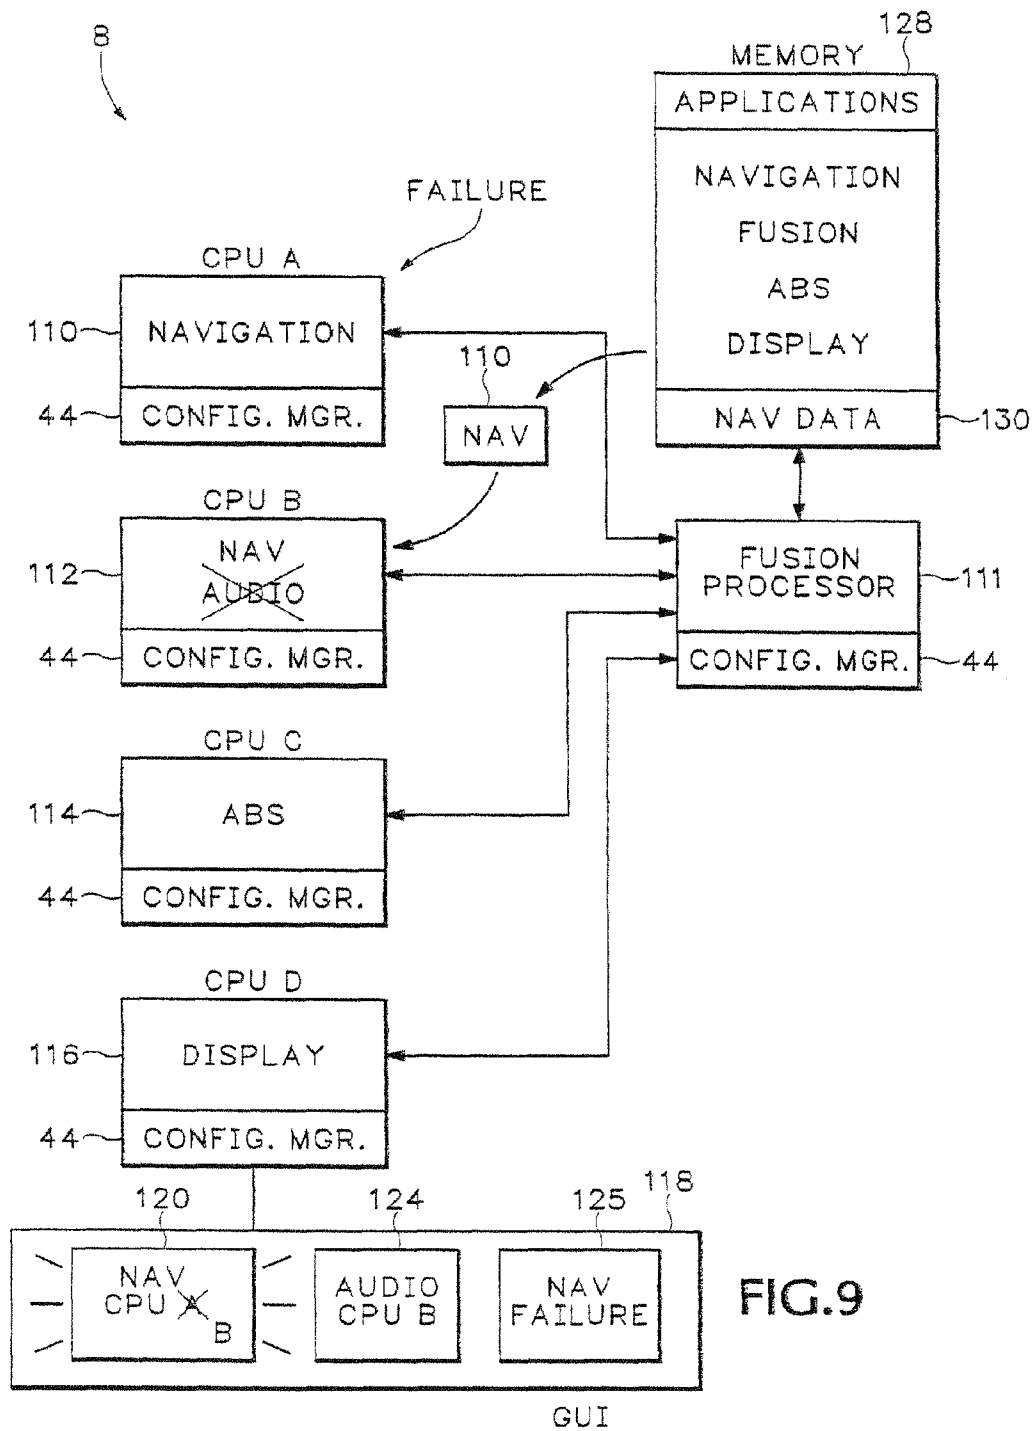 8
128
MEMORY
APPLICATIONS
NAVIGATION
FUSION
ABS
DISPLAY
NAV DATA
130
FAILURE
CPU A
110
NAVIGATION
44
CONFIG. MGR.
110
NAV
CPU B
112
NAV
AUDIO
44
CONFIG. MGR.
FUSION
PROCESSOR
111
CONFIG. MGR.
44
CPU C
114
ABS
44
CONFIG. MGR.
CPU D
116
DISPLAY
44
CONFIG. MGR.
118
120
NAV
CPU A
B
124
AUDIO
CPU B
125
NAV
FAILURE
GUI
FIG.9